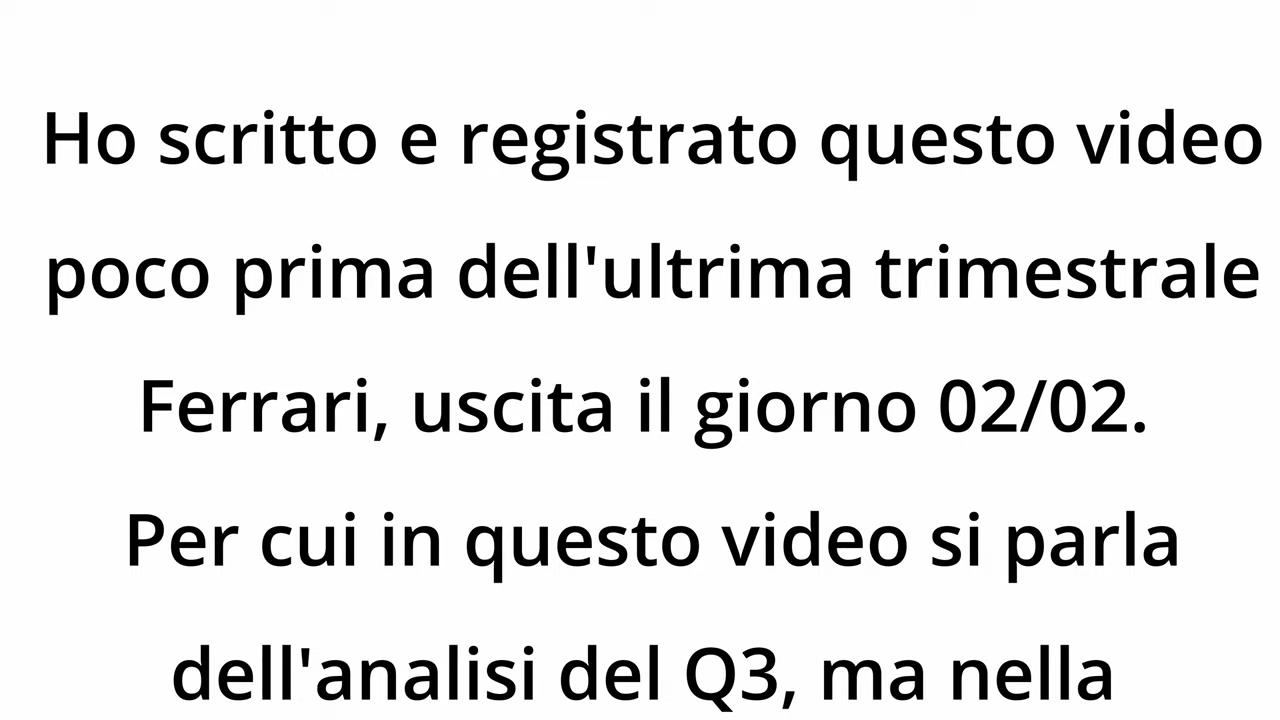 Ho scritto e registrato questo video
poco prima dell'ultrima trimestrale
Ferrari, uscita il giorno 02/02.
Per cui in questo video si parla
dell'analisi del Q3, ma nella